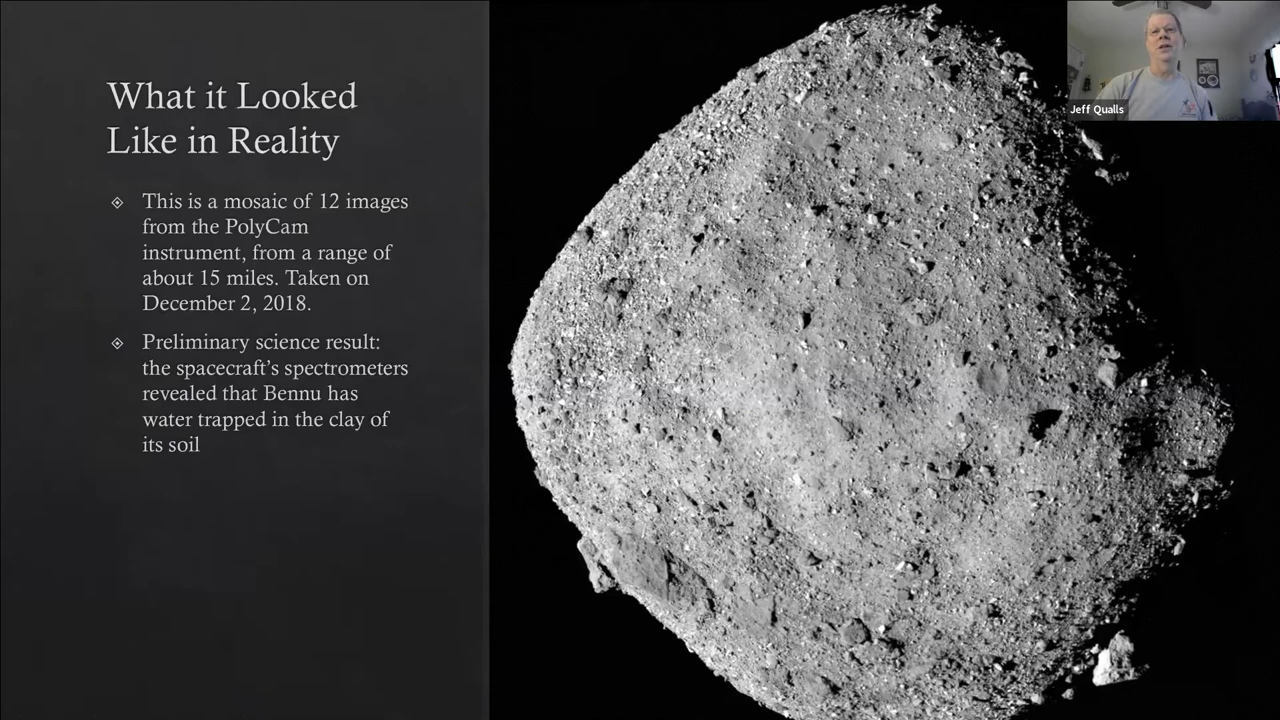 What it Looked
Like in Reality
This is a mosaic of 12 images
from the PolyCam
instrument, from a range of
about 15 miles. Taken on
December 2, 2018.
Preliminary science result:
the spacecraft's spectrometers
revealed that Bennu has
water trapped in the clay of
its soil
Jeff Qualls